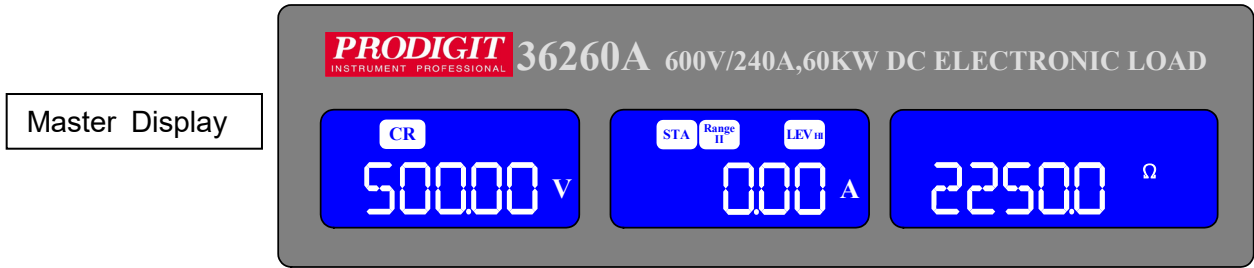 Master Display
PRODIGIT
INSTRUMENT PROFESSIONAL
36260A 600V/240A,60KW DC ELECTRONIC LOAD
CR
500.00 V
STA Range II LEV HI
0.00 A
2250.0 Ω